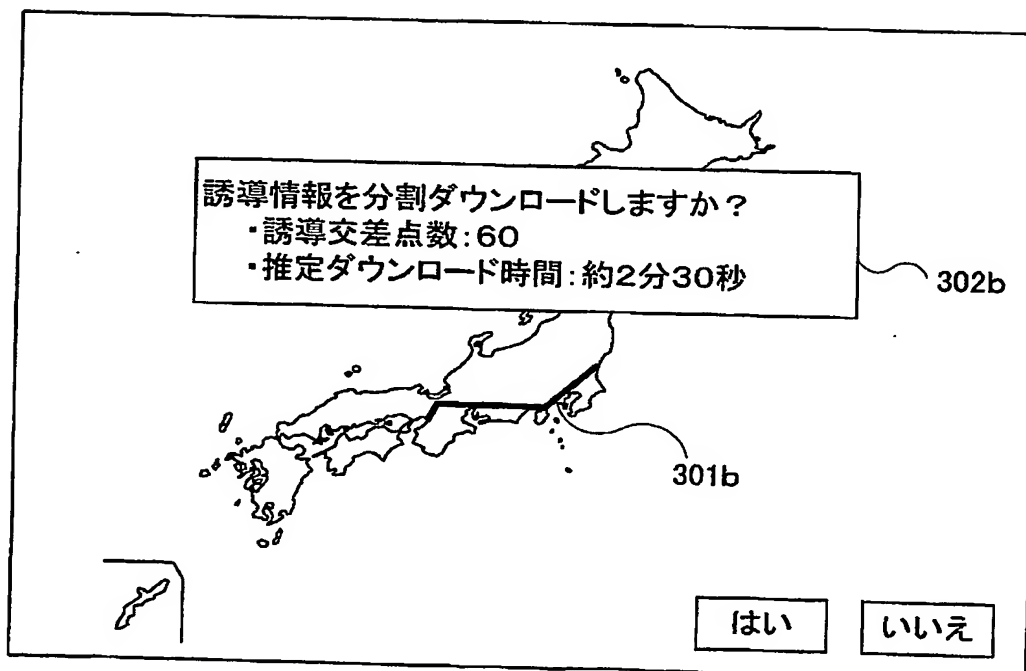 誘導情報を分割ダウンロードしますか？
・誘導交差点数：60
・推定ダウンロード時間：約2分30秒
302b
301b
はい
いいえ